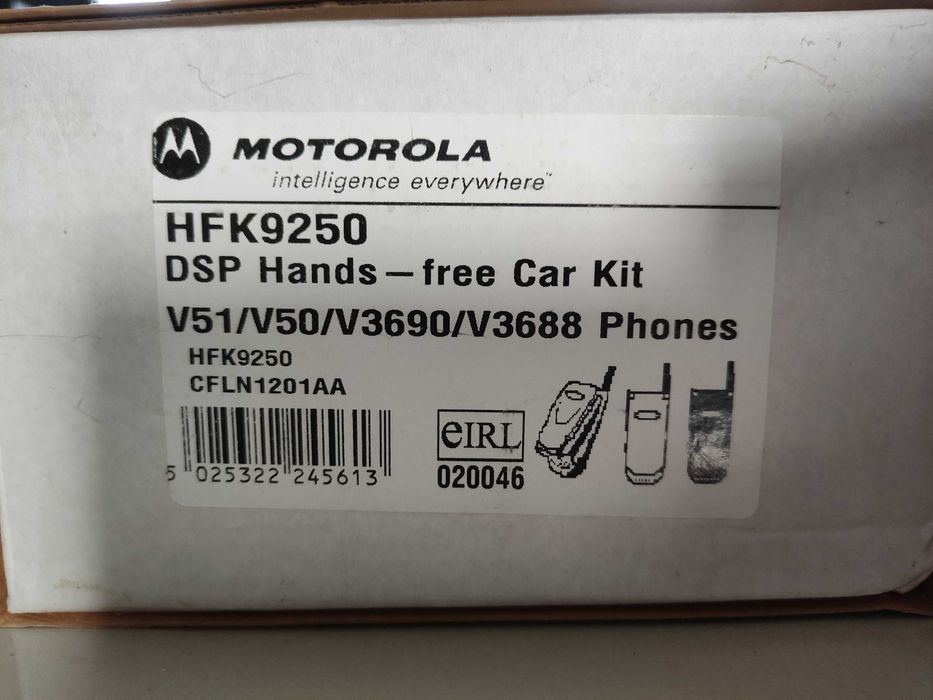 MOTOROLA
intelligence everywhere™
HFK9250
DSP Hands–free Car Kit
V51/V50/V3690/V3688 Phones
HFK9250
CFLN1201AA
eIRL
020046
5 025322 245613